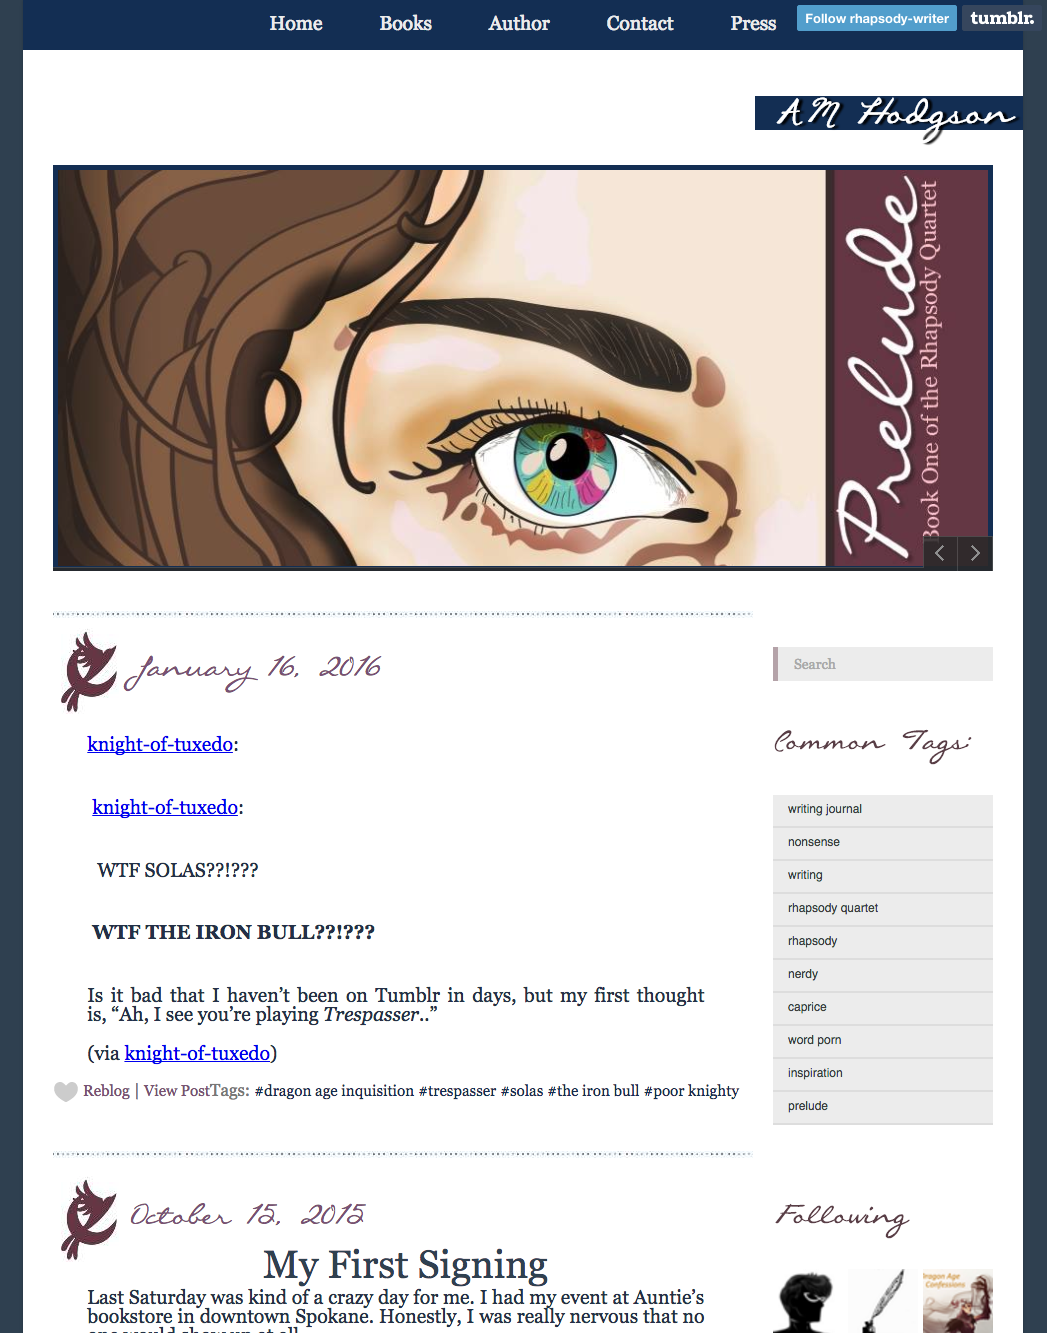 Home Books Author Contact Press Follow rhapsody-writer tumblr.
AM Hodgson
Prelude
Book One of the Rhapsody Quartet
January 16, 2016
Search
knight-of-tuxedo:
Common Tags:
knight-of-tuxedo:
WTF SOLAS??!???
WTF THE IRON BULL??!???
Is it bad that I haven’t been on Tumblr in days, but my first thought
is, “Ah, I see you’re playing Trespasser..”
(via knight-of-tuxedo)
Reblog | View PostTags: #dragon age inquisition #trespasser #solas #the iron bull #poor knighty
writing journal
nonsense
writing
rhapsody quartet
rhapsody
nerdy
caprice
word porn
inspiration
prelude
October 15, 2015
My First Signing
Last Saturday was kind of a crazy day for me. I had my event at Auntie’s
bookstore in downtown Spokane. Honestly, I was really nervous that no
Following
Dragon Age
Confessions